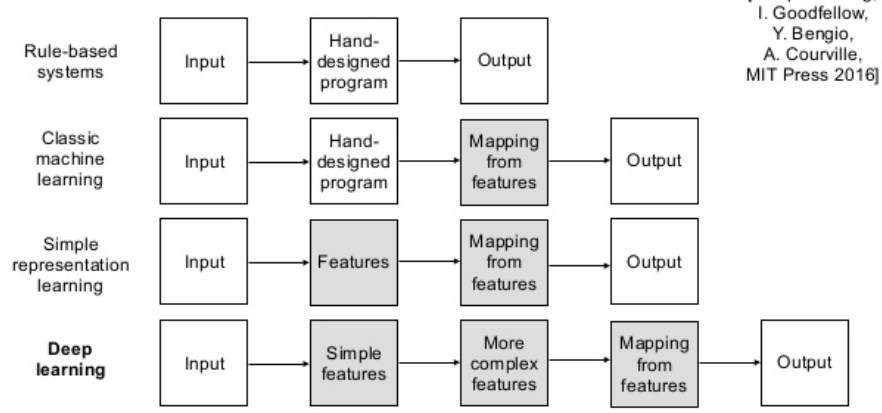 I. Goodfellow,
Y. Bengio,
A. Courville,
MIT Press 2016]
Rule-based
systems
Input
Hand-
designed
program
Output
Classic
machine
learning
Input
Hand-
designed
program
Mapping
from
features
Output
Simple
representation
learning
Input
Features
Mapping
from
features
Output
Deep
learning
Input
Simple
features
More
complex
features
Mapping
from
features
Output